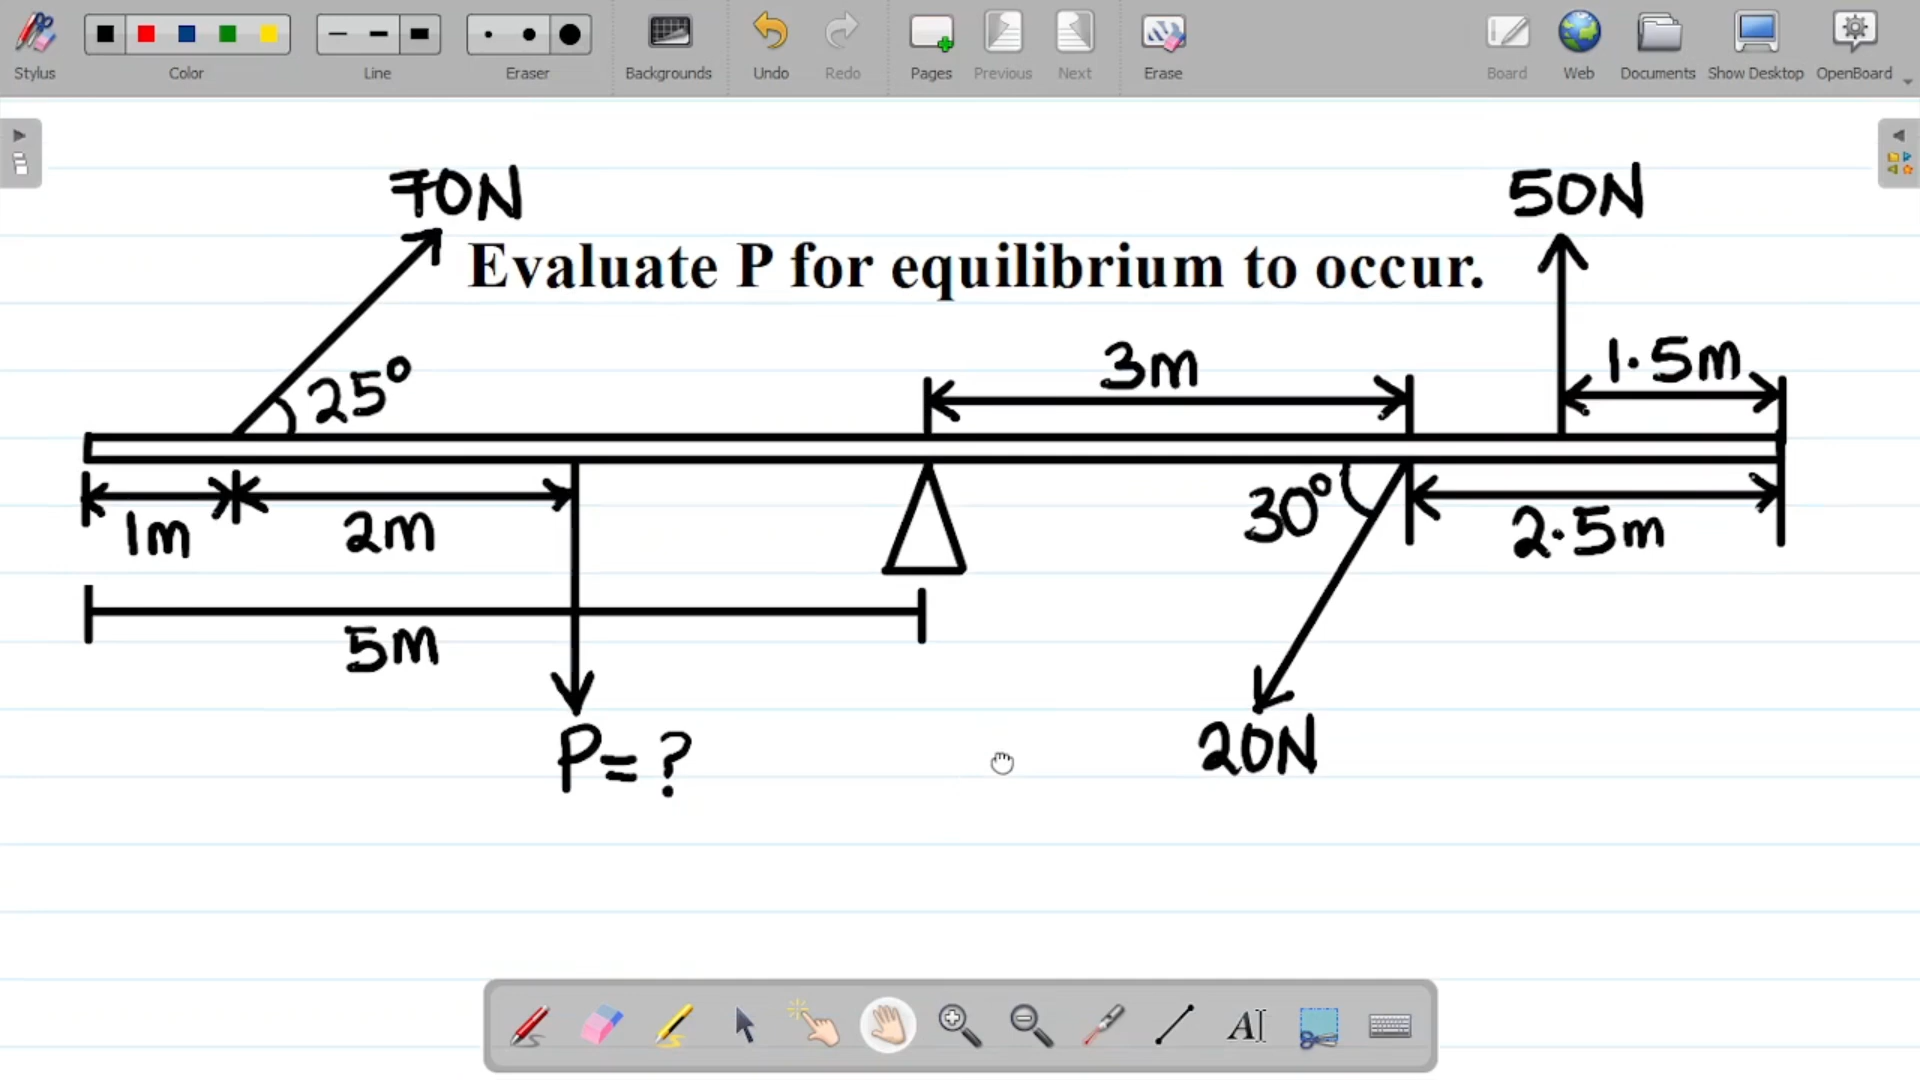 Stylus
Color
Line
Eraser
Backgrounds
Undo
Redo
Pages
Previous
Next
Erase
Board
Web
Documents
Show Desktop
OpenBoard
70N
50N
Evaluate P for equilibrium to occur.
25°
3m
1.5m
1m
2m
30°
2.5m
5m
P=?
20N
AI